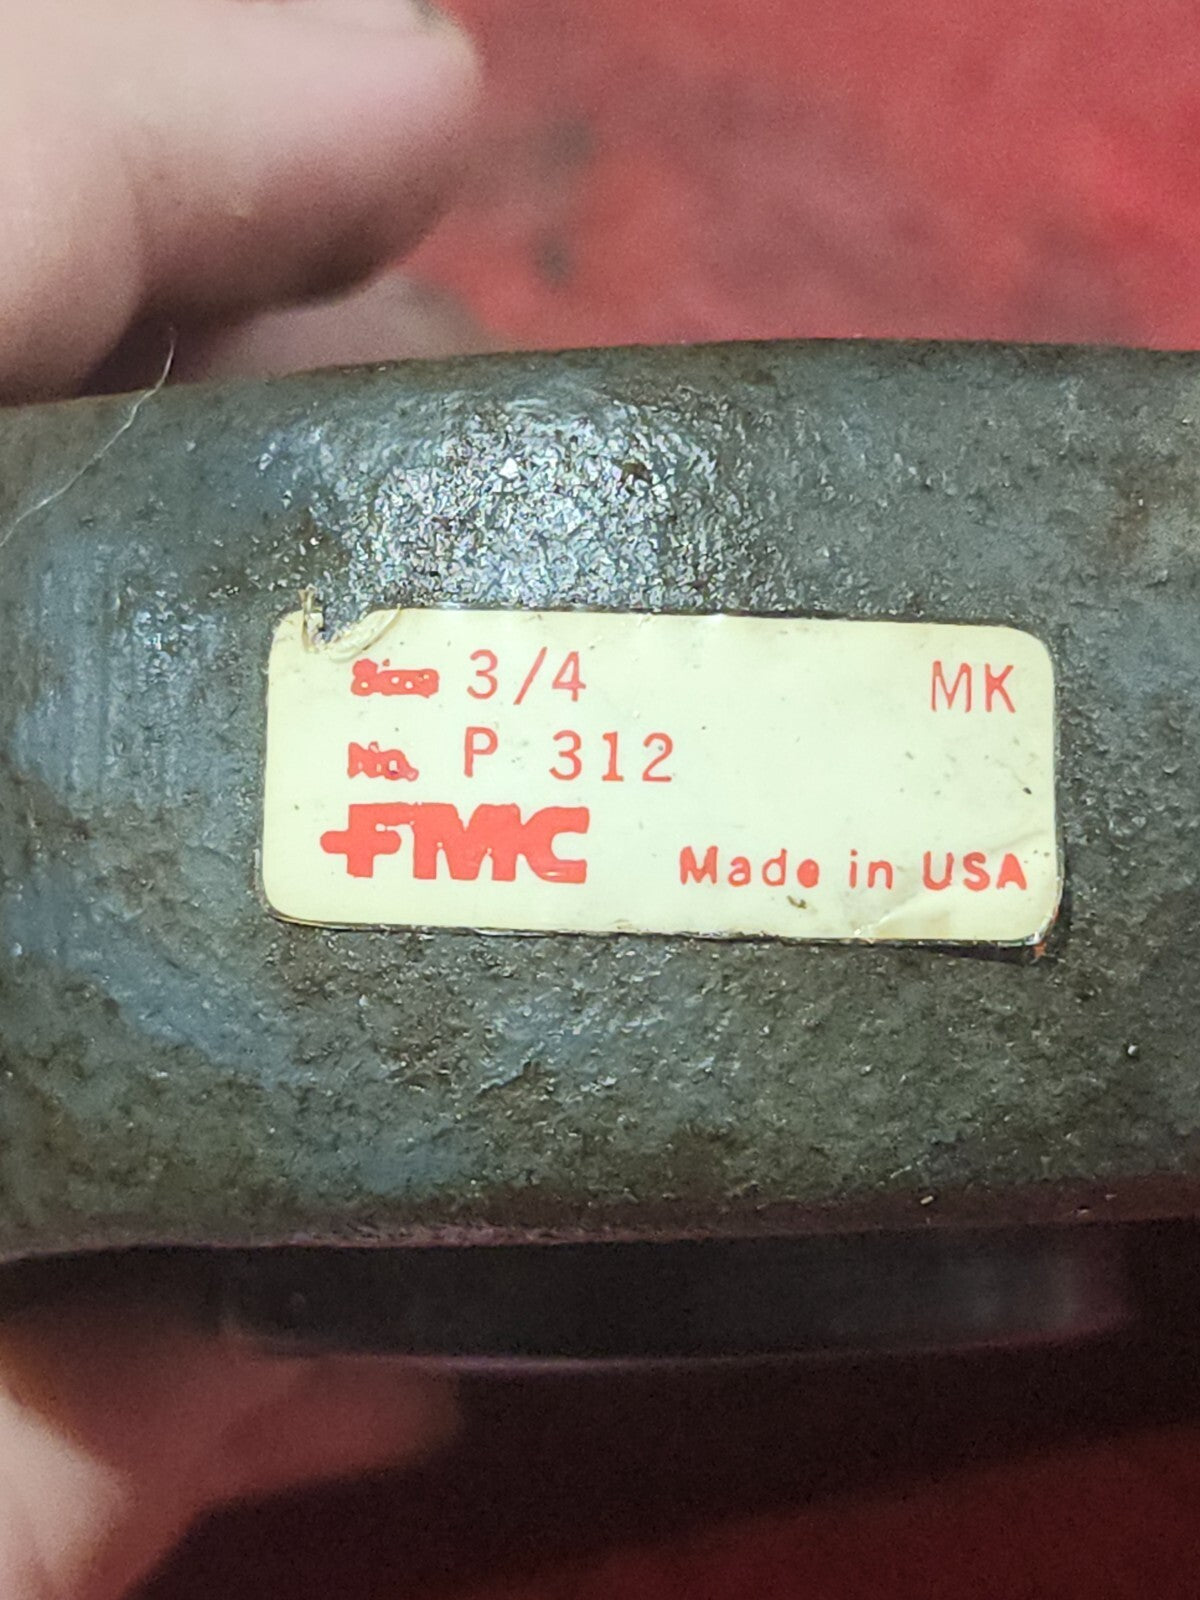 Size 3/4 MK
No. P 312
FMC Made in USA